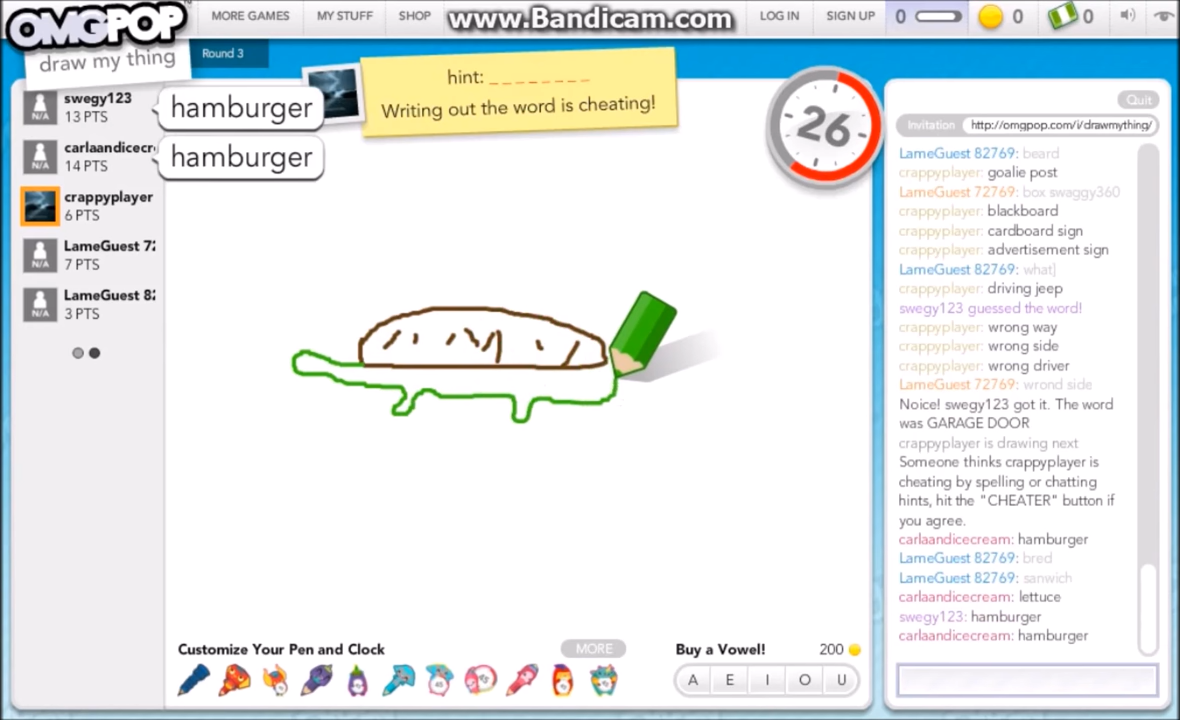 OMGPOP
MORE GAMES
MY STUFF
SHOP
www.Bandicam.com
LOG IN
SIGN UP
0
0
0
draw my thing
Round 3
hint: _ _ _ _ _ _ _ _
Writing out the word is cheating!
26
swegy123
13 PTS
hamburger
carlaandicecr
14 PTS
hamburger
crappyplayer
6 PTS
N/A
LameGuest 72
7 PTS
N/A
LameGuest 82
3 PTS
N/A
N/A
Quit
Invitation http://omgpop.com/i/drawmything/
LameGuest 82769: beard
crappyplayer: goalie post
LameGuest 72769: box swaggy360
crappyplayer: blackboard
crappyplayer: cardboard sign
crappyplayer: advertisement sign
LameGuest 82769: what]
crappyplayer: driving jeep
swegy123 guessed the word!
crappyplayer: wrong way
crappyplayer: wrong side
crappyplayer: wrong driver
LameGuest 72769: wrond side
Noice! swegy123 got it. The word
was GARAGE DOOR
crappyplayer is drawing next
Someone thinks crappyplayer is
cheating by spelling or chatting
hints, hit the "CHEATER" button if
you agree.
carlaandicecream: hamburger
LameGuest 82769: bred
LameGuest 82769: sanwich
carlaandicecream: lettuce
swegy123: hamburger
carlaandicecream: hamburger
Customize Your Pen and Clock
MORE
Buy a Vowel!
200
A E I O U